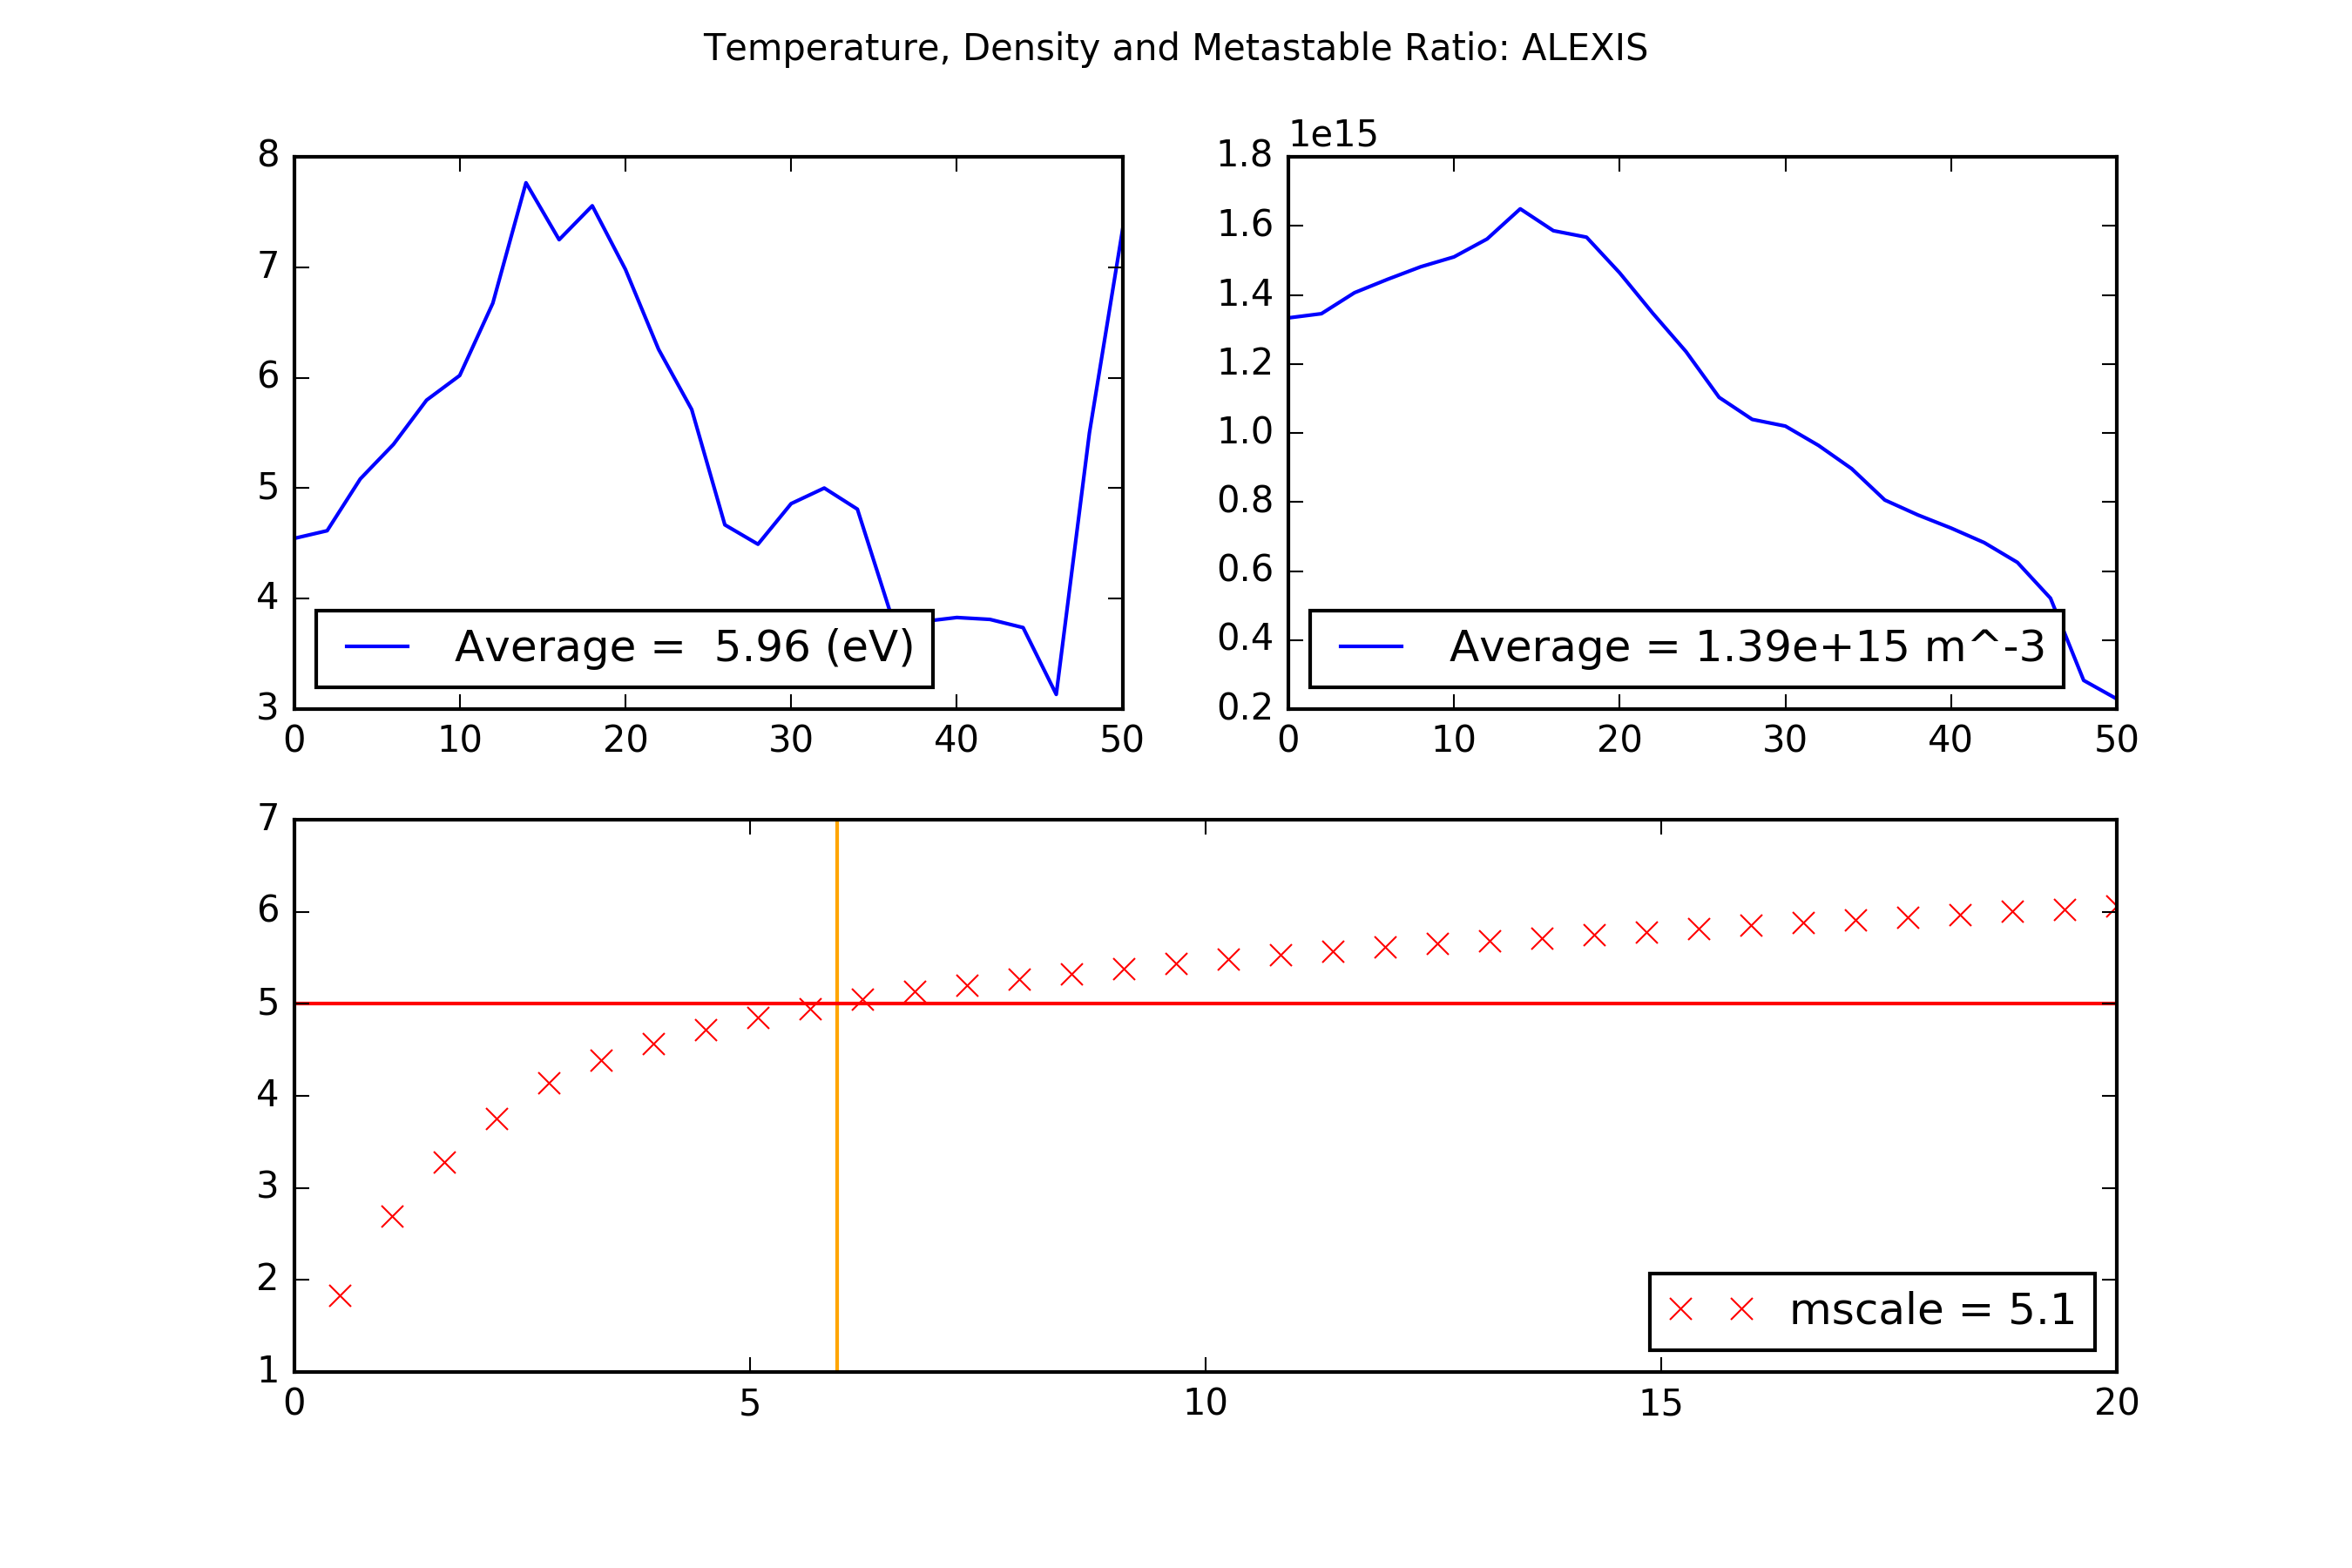 Temperature, Density and Metastable Ratio: ALEXIS
8
7
6
5
4
3
0 10 20 30 40 50
Average =  5.96 (eV)
1e15
1.8
1.6
1.4
1.2
1.0
0.8
0.6
0.4
0.2
0 10 20 30 40 50
Average = 1.39e+15 m^-3
7
6
5
4
3
2
1
0 5 10 15 20
mscale = 5.1